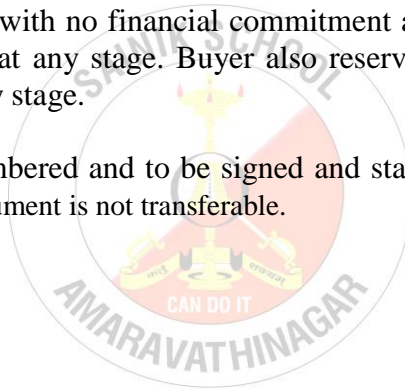 with no financial commitment a
at any stage. Buyer also reserv
y stage.
nbered and to be signed and sta
ument is not transferable.
SAINIK SCHOOL
CAN DO IT
AMARAVATHINAGAR